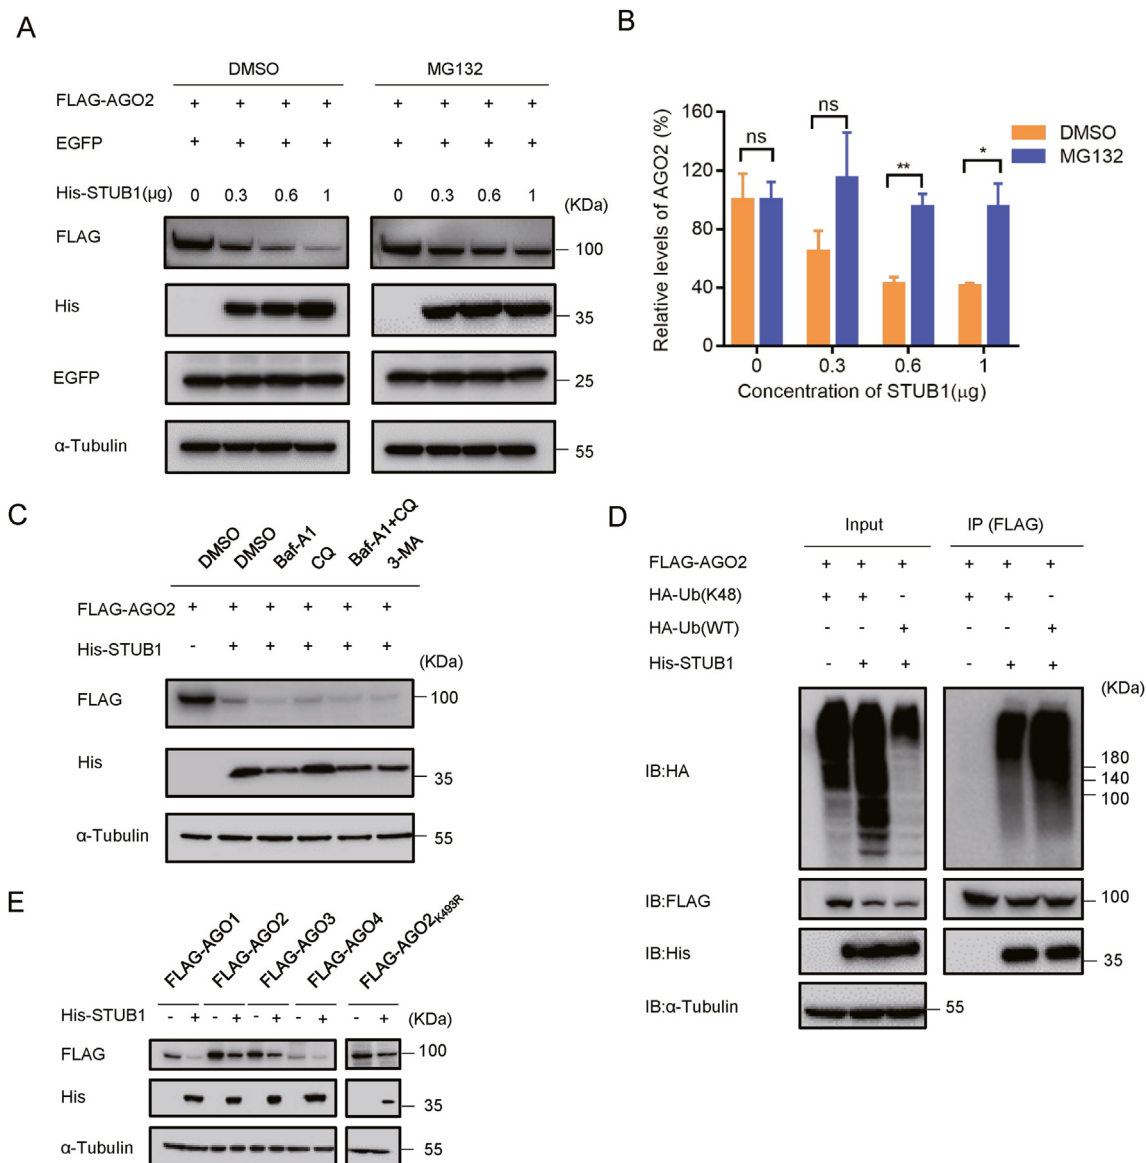 A
DMSO
MG132
FLAG-AGO2 + + + + + + + +
EGFP + + + + + + + +
His-STUB1(μg) 0 0.3 0.6 1 0 0.3 0.6 1
(KDa)
FLAG 100
His 35
EGFP 25
α-Tubulin 55
B
Relative levels of AGO2 (%)
160
120
80
40
0
ns
ns
**
*
DMSO
MG132
0 0.3 0.6 1
Concentration of STUB1(μg)
C
DMSO DMSO Baf-A1 CQ Baf-A1+CQ 3-MA
FLAG-AGO2 + + + + + +
His-STUB1 - + + + + +
(KDa)
FLAG 100
His 35
α-Tubulin 55
D
Input IP (FLAG)
FLAG-AGO2 + + + + + +
HA-Ub(K48) + + - + + -
HA-Ub(WT) - - + - - +
His-STUB1 - + + - + +
(KDa)
IB:HA
180
140
100
IB:FLAG 100
IB:His 35
IB:α-Tubulin 55
E
FLAG-AGO1 FLAG-AGO2 FLAG-AGO3 FLAG-AGO4 FLAG-AGO2K493R
His-STUB1 - + - + - + - + - + (KDa)
FLAG 100
His 35
α-Tubulin 55